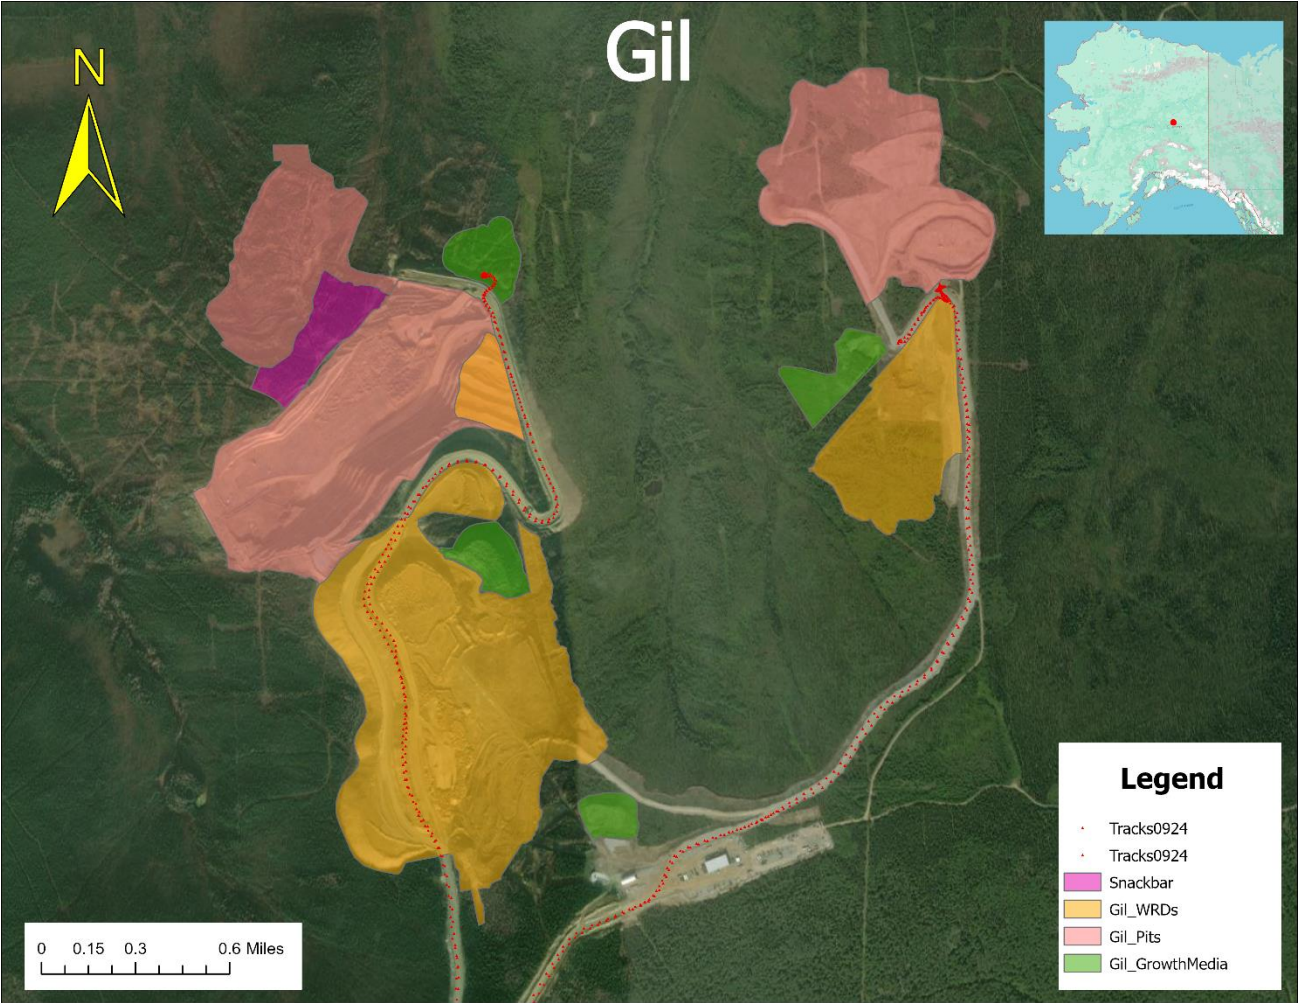 Gil
N
Legend
Tracks0924
Tracks0924
Snackbar
Gil_WRDs
Gil_Pits
Gil_GrowthMedia
0 0.15 0.3 0.6 Miles